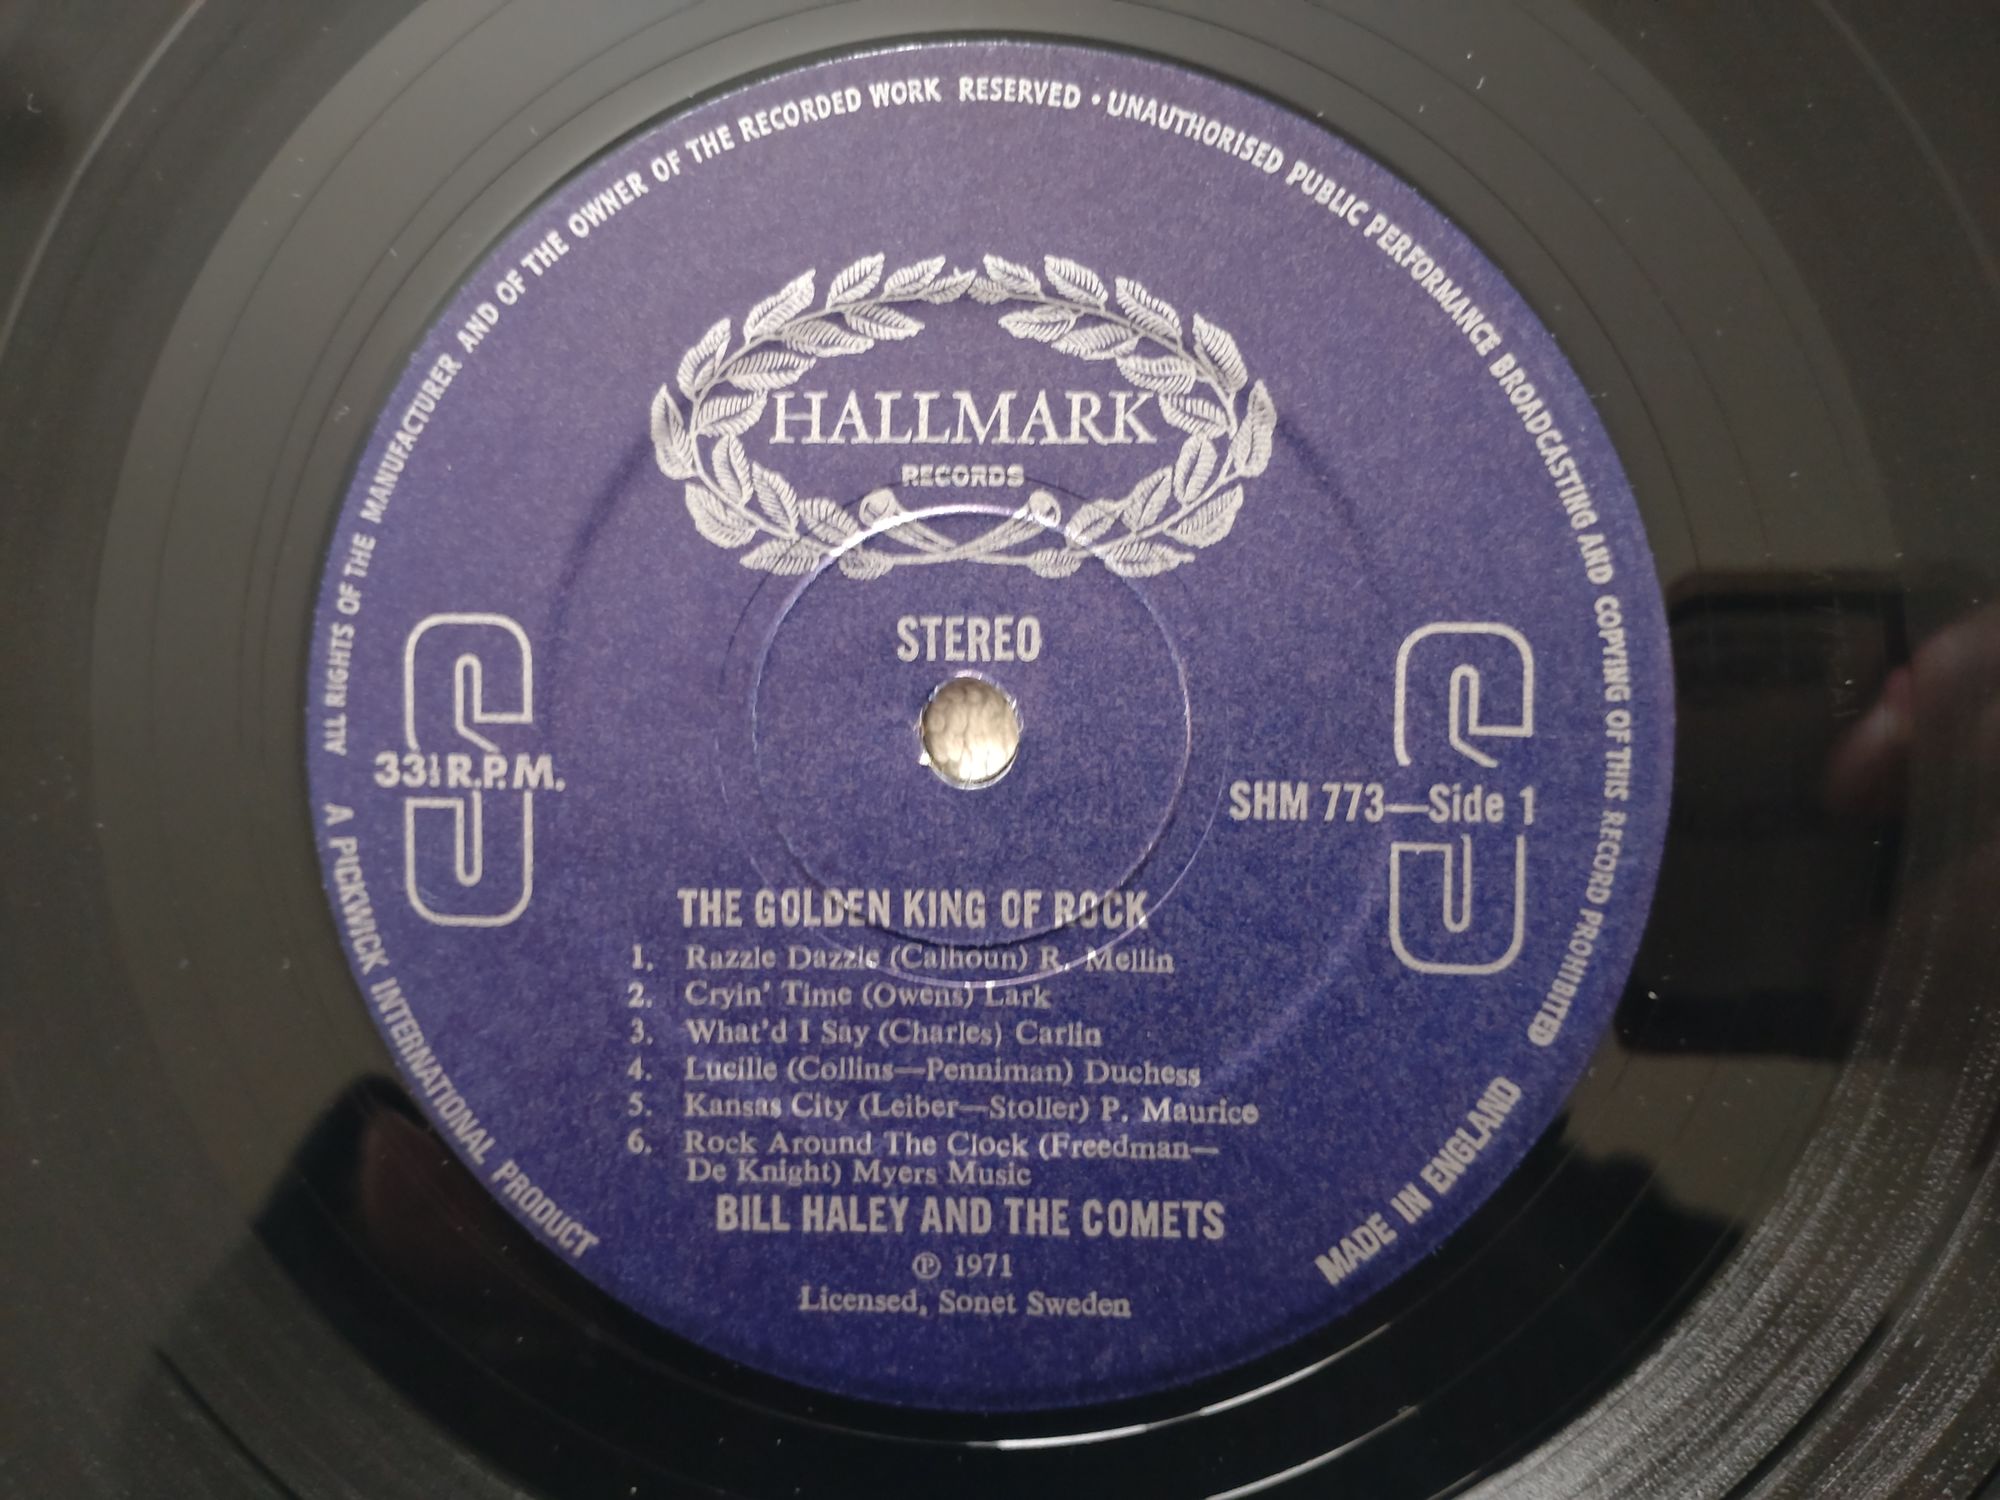 ALL RIGHTS OF THE MANUFACTURER AND OF THE OWNER OF THE RECORDED WORK RESERVED • UNAUTHORISED PUBLIC PERFORMANCE BROADCASTING AND COPYING OF THIS RECORD PROHIBITED
HALLMARK
RECORDS
STEREO
33⅓ R.P.M.
SHM 773—Side 1
THE GOLDEN KING OF ROCK
1. Razzle Dazzle (Calhoun) R. Mellin
2. Cryin' Time (Owens) Lark
3. What'd I Say (Charles) Carlin
4. Lucille (Collins—Penniman) Duchess
5. Kansas City (Leiber—Stoller) P. Maurice
6. Rock Around The Clock (Freedman—
De Knight) Myers Music
BILL HALEY AND THE COMETS
℗ 1971
Licensed, Sonet Sweden
A PICKWICK INTERNATIONAL PRODUCT
MADE IN ENGLAND